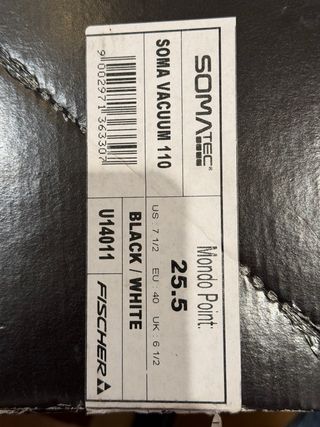 SOMATEC®
SOMA VACUUM 110
9 002971 363307
Mondo Point:
25.5
US : 7 1/2 EU : 40 UK : 6 1/2
BLACK / WHITE
U14011
FISCHER